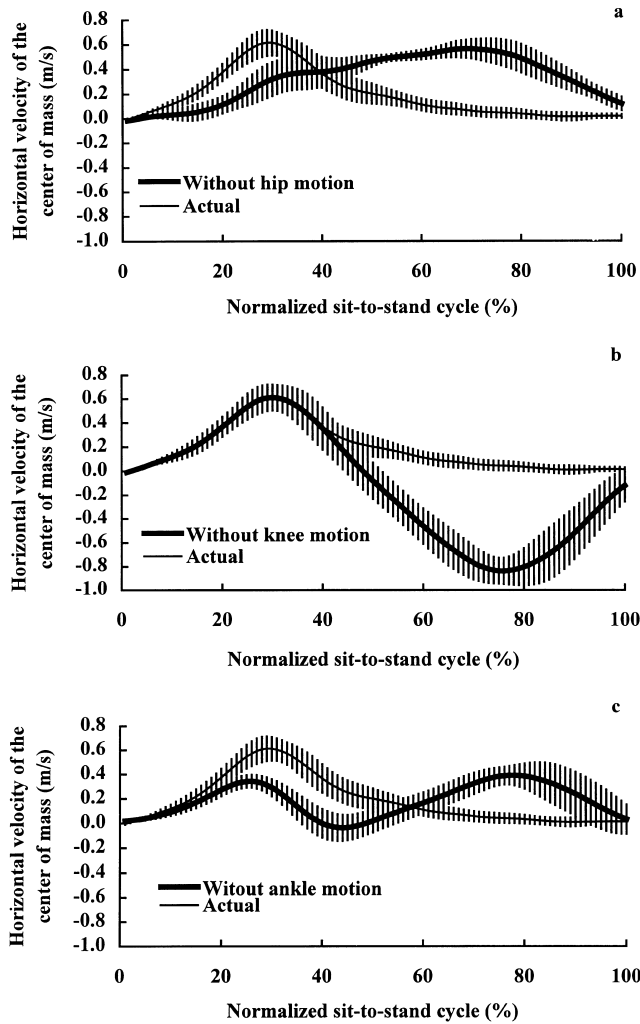 a
Horizontal velocity of the
center of mass (m/s)
0.8
0.6
0.4
0.2
0.0
-0.2
-0.4
-0.6
-0.8
-1.0
Without hip motion
Actual
0 20 40 60 80 100
Normalized sit-to-stand cycle (%)
b
Horizontal velocity of the
center of mass (m/s)
0.8
0.6
0.4
0.2
0.0
-0.2
-0.4
-0.6
-0.8
-1.0
Without knee motion
Actual
0 20 40 60 80 100
Normalized sit-to-stand cycle (%)
c
Horizontal velocity of the
center of mass (m/s)
0.8
0.6
0.4
0.2
0.0
-0.2
-0.4
-0.6
-0.8
-1.0
Witout ankle motion
Actual
0 20 40 60 80 100
Normalized sit-to-stand cycle (%)